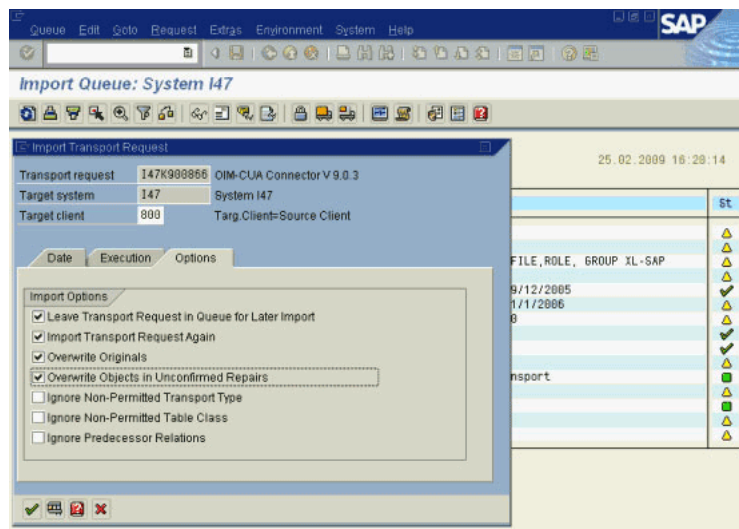 Queue Edit Goto Request Extras Environment System Help
SAP
Import Queue: System I47
Import Transport Request
25.02.2009 16:20:14
Transport request I47K900866 OIM-CUA Connector V 9.0.3
Target system I47 System I47
Target client 800 Targ.Client=Source Client
St
Date Execution Options
FILE,ROLE, GROUP XL-SAP
Import Options
9/12/2005
Leave Transport Request in Queue for Later Import
1/1/2006
Import Transport Request Again
Overwrite Originals
Overwrite Objects in Unconfirmed Repairs
nsport
Ignore Non-Permitted Transport Type
Ignore Non-Permitted Table Class
Ignore Predecessor Relations